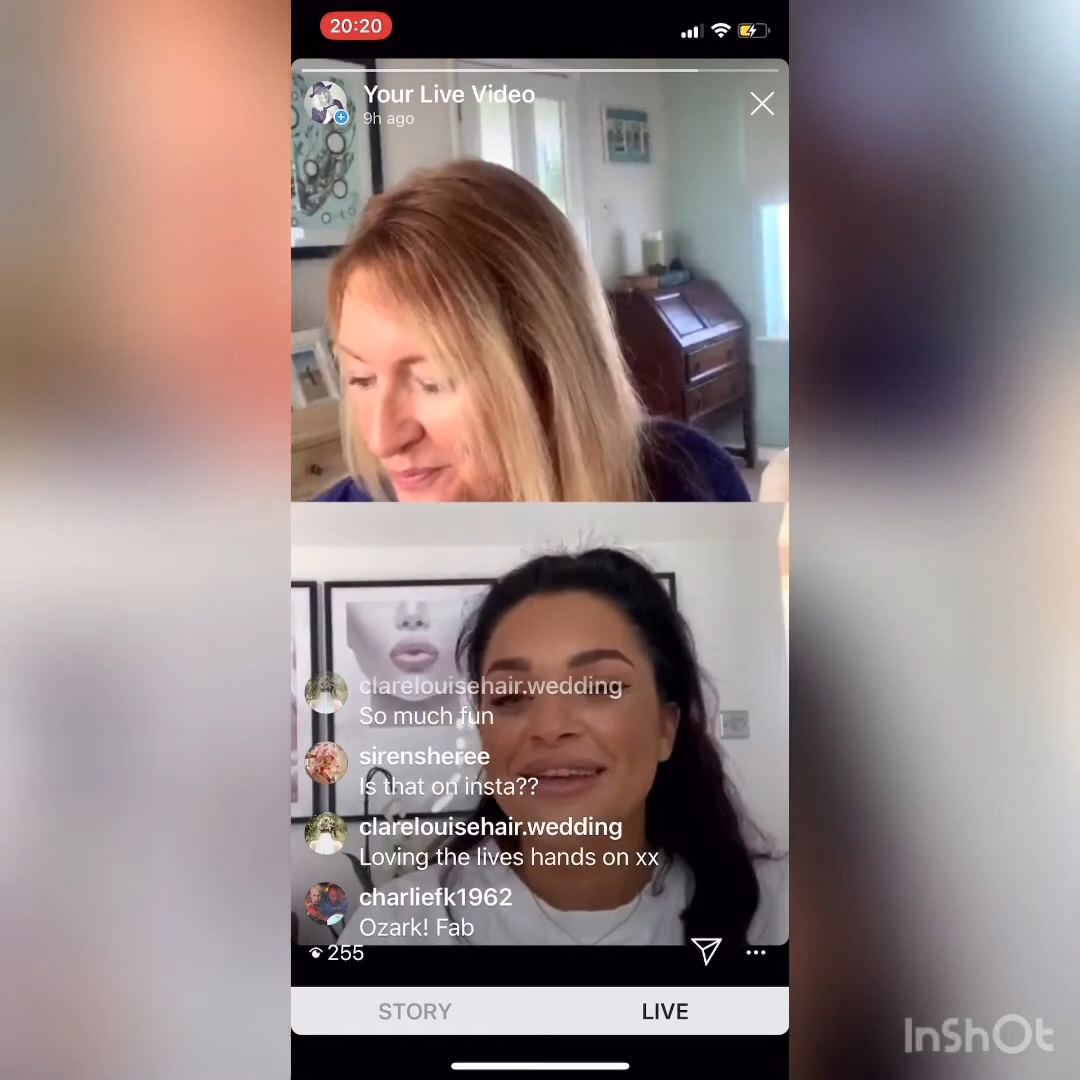 20:20
Your Live Video
9h ago
clarelouisehair.wedding
So much fun
sirensheree
Is that on insta??
clarelouisehair.wedding
Loving the lives hands on xx
charliefk1962
Ozark! Fab
255
STORY
LIVE
InShOt